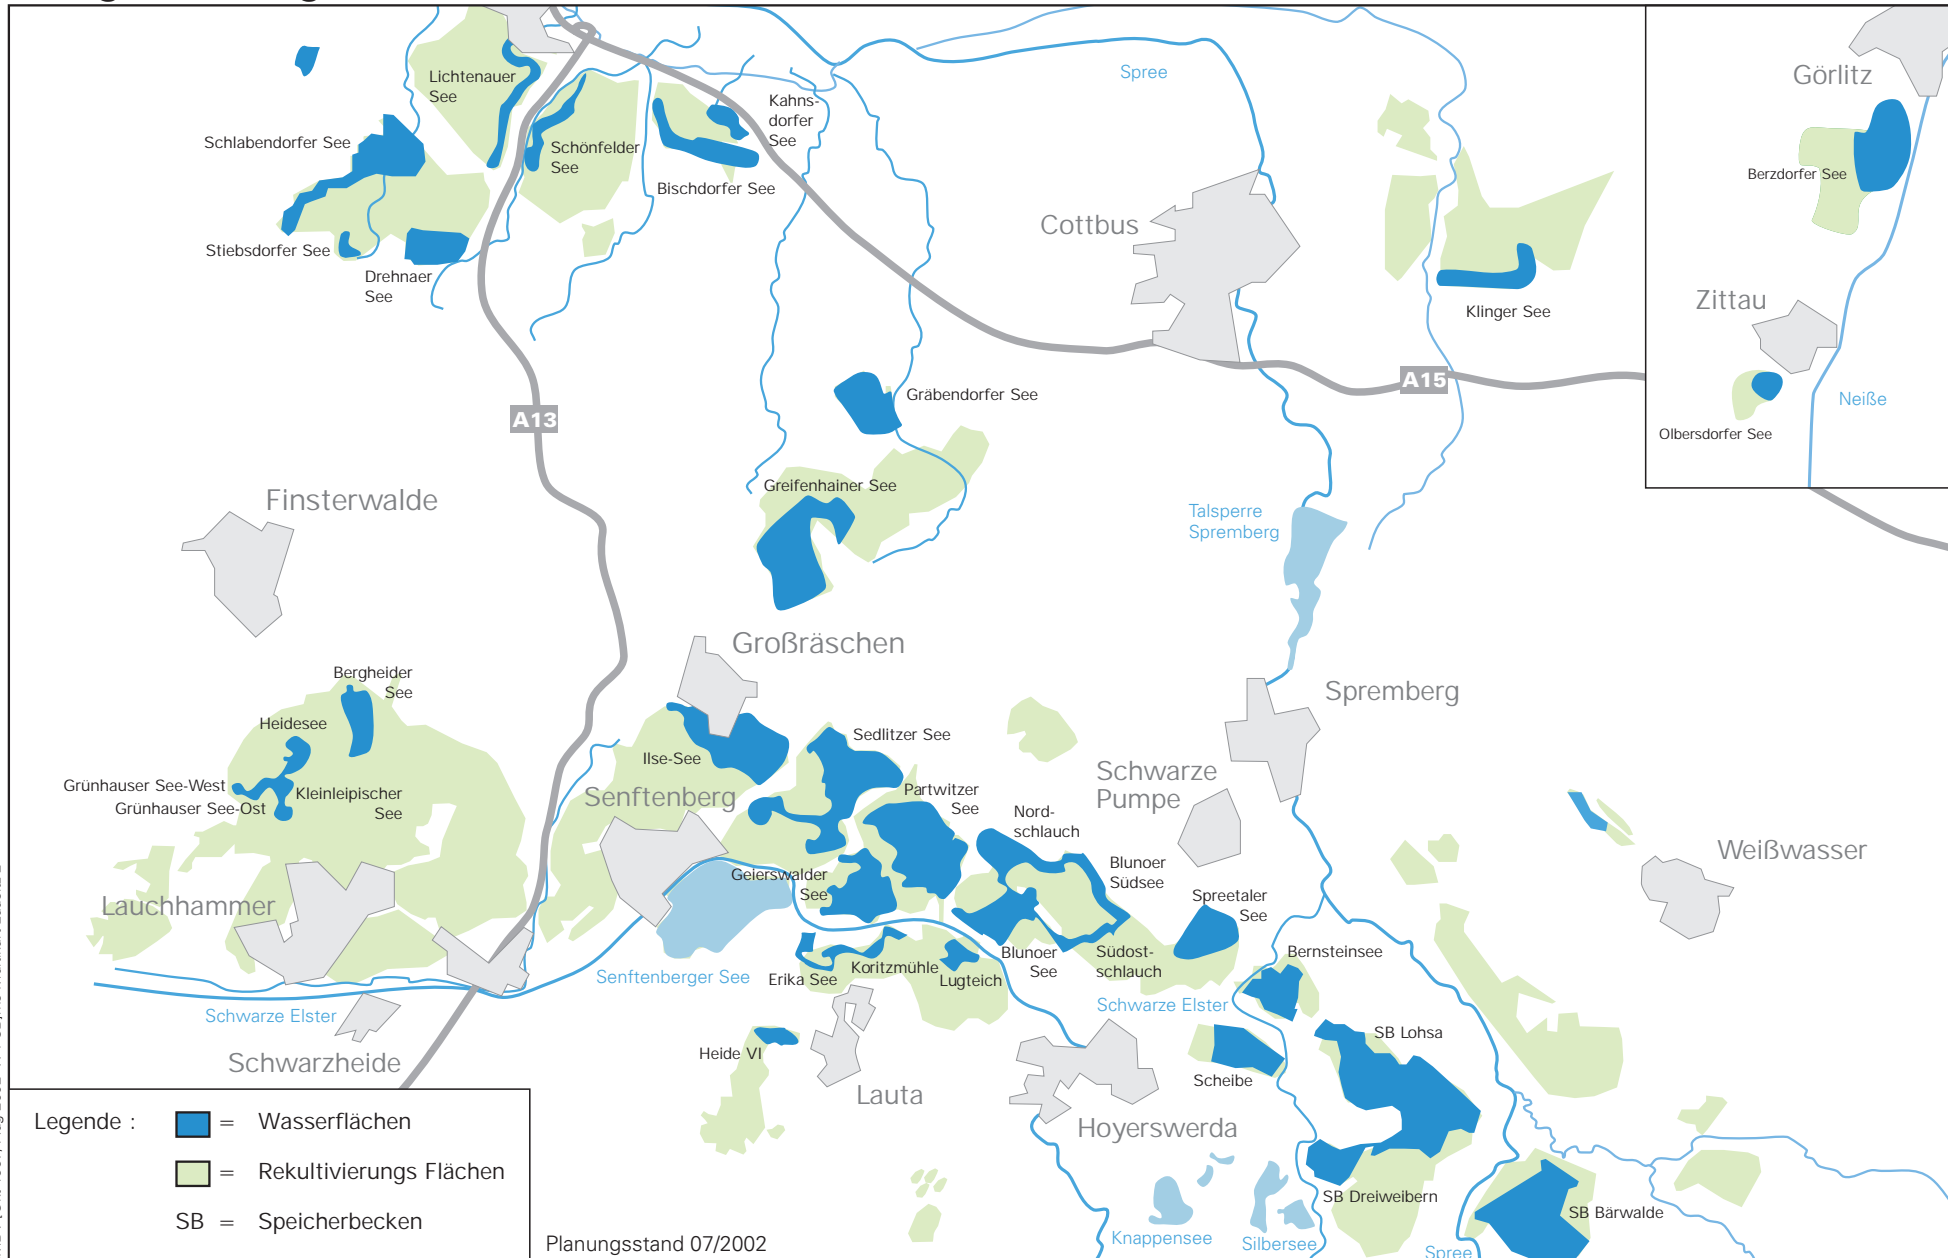 Spree
Görlitz
Lichtenauer
See
Kahns-
dorfer
See
Schlabendorfer See
Schönfelder
See
Bischdorfer See
Berzdorfer See
Cottbus
Stiebsdorfer See
Drehnaer
See
Klinger See
Zittau
A15
Gräbendorfer See
A13
Neiße
Olbersdorfer See
Greifenhainer See
Finsterwalde
Talsperre
Spremberg
Großräschen
Bergheider
See
Spremberg
Heidesee
Sedlitzer See
Ilse-See
Schwarze
Pumpe
Grünhauser See-West
Grünhauser See-Ost
Kleinleipischer
See
Senftenberg
Partwitzer
See
Nord-
schlauch
Weißwasser
Blunoer
Südsee
Geierswalder
See
Spreetaler
See
Lauchhammer
Blunoer
See
Südost-
schlauch
Bernsteinsee
Senftenberger See
Erika See
Koritzmühle
Lugteich
Schwarze Elster
Schwarze Elster
SB Lohsa
Schwarzheide
Heide VI
Scheibe
Lauta
Hoyerswerda
Legende :
= Wasserflächen
= Rekultivierungs Flächen
SB = Speicherbecken
SB Dreiweibern
SB Bärwalde
Knappensee
Silbersee
Spree
Planungsstand 07/2002